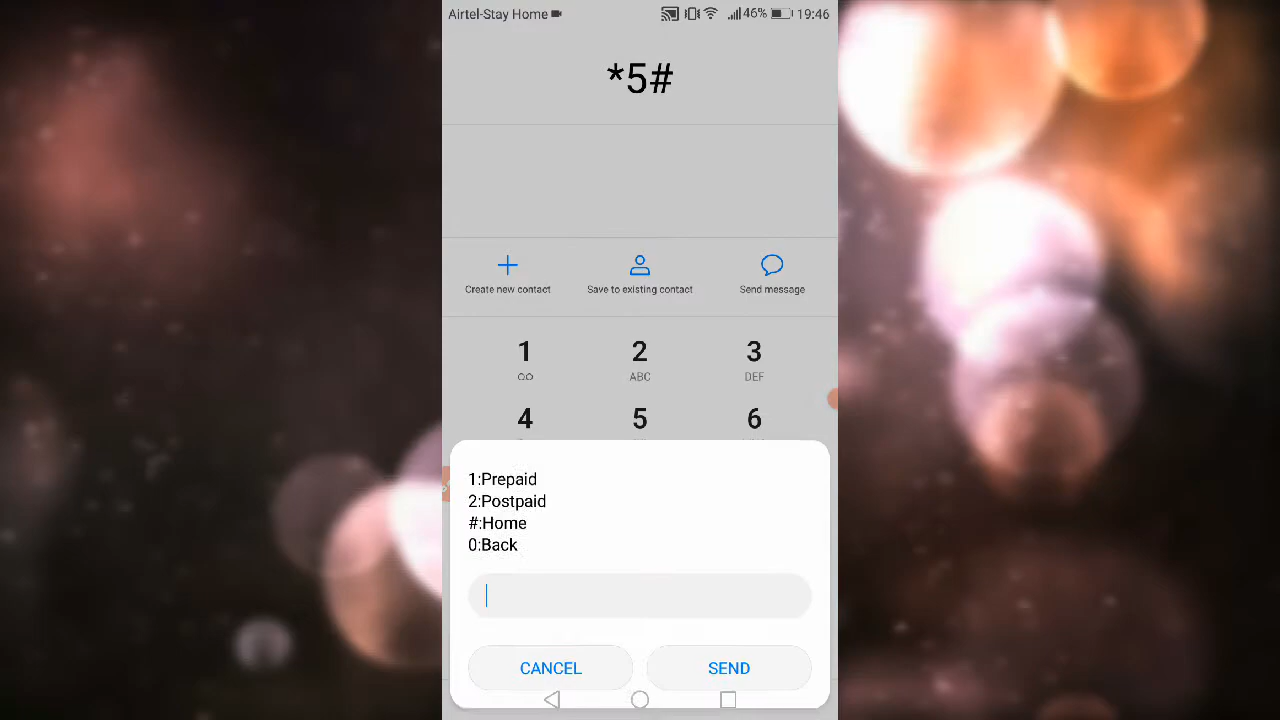 Airtel-Stay Home 46% 19:46
*5#
Create new contact Save to existing contact Send message
1 2 3
ABC DEF
4 5 6
1:Prepaid
2:Postpaid
#:Home
0:Back
CANCEL SEND